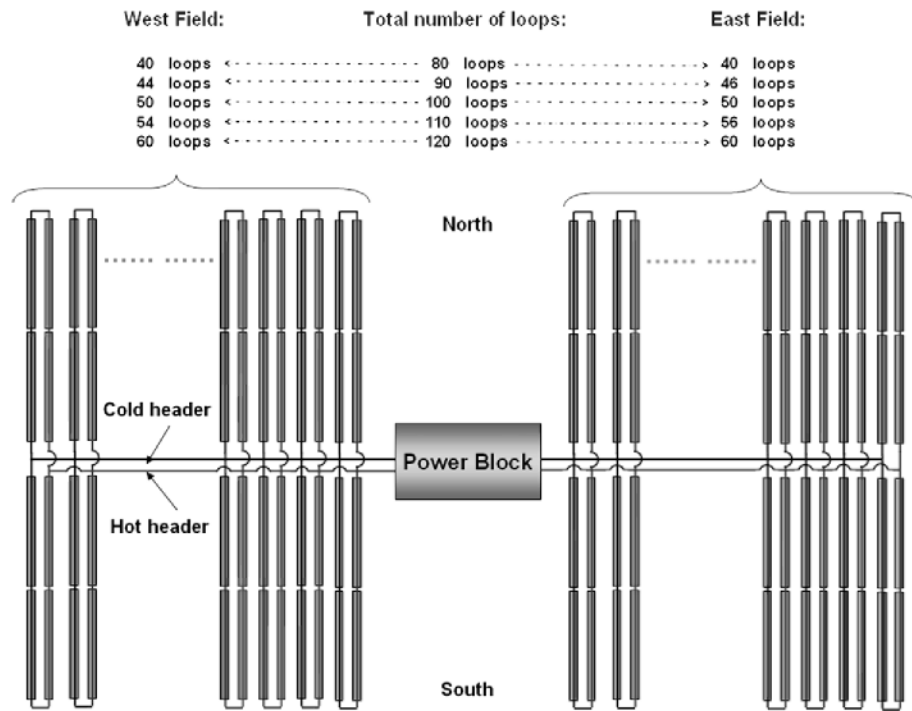 West Field: Total number of loops: East Field:
40 loops 80 loops 40 loops
44 loops 90 loops 46 loops
50 loops 100 loops 50 loops
54 loops 110 loops 56 loops
60 loops 120 loops 60 loops
North
Cold header
Power Block
Hot header
South